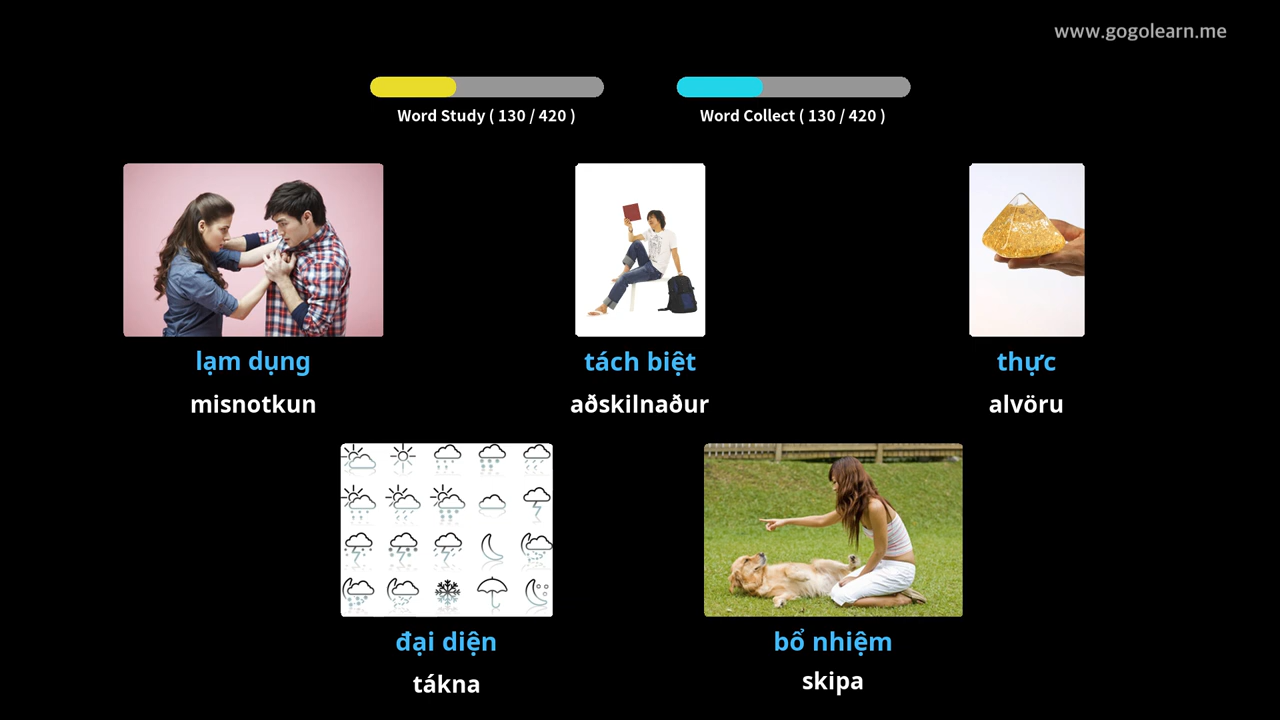 www.gogolearn.me
Word Study ( 130 / 420 )
Word Collect ( 130 / 420 )
lạm dụng
misnotkun
tách biệt
aðskilnaður
thực
alvöru
đại diện
tákna
bổ nhiệm
skipa